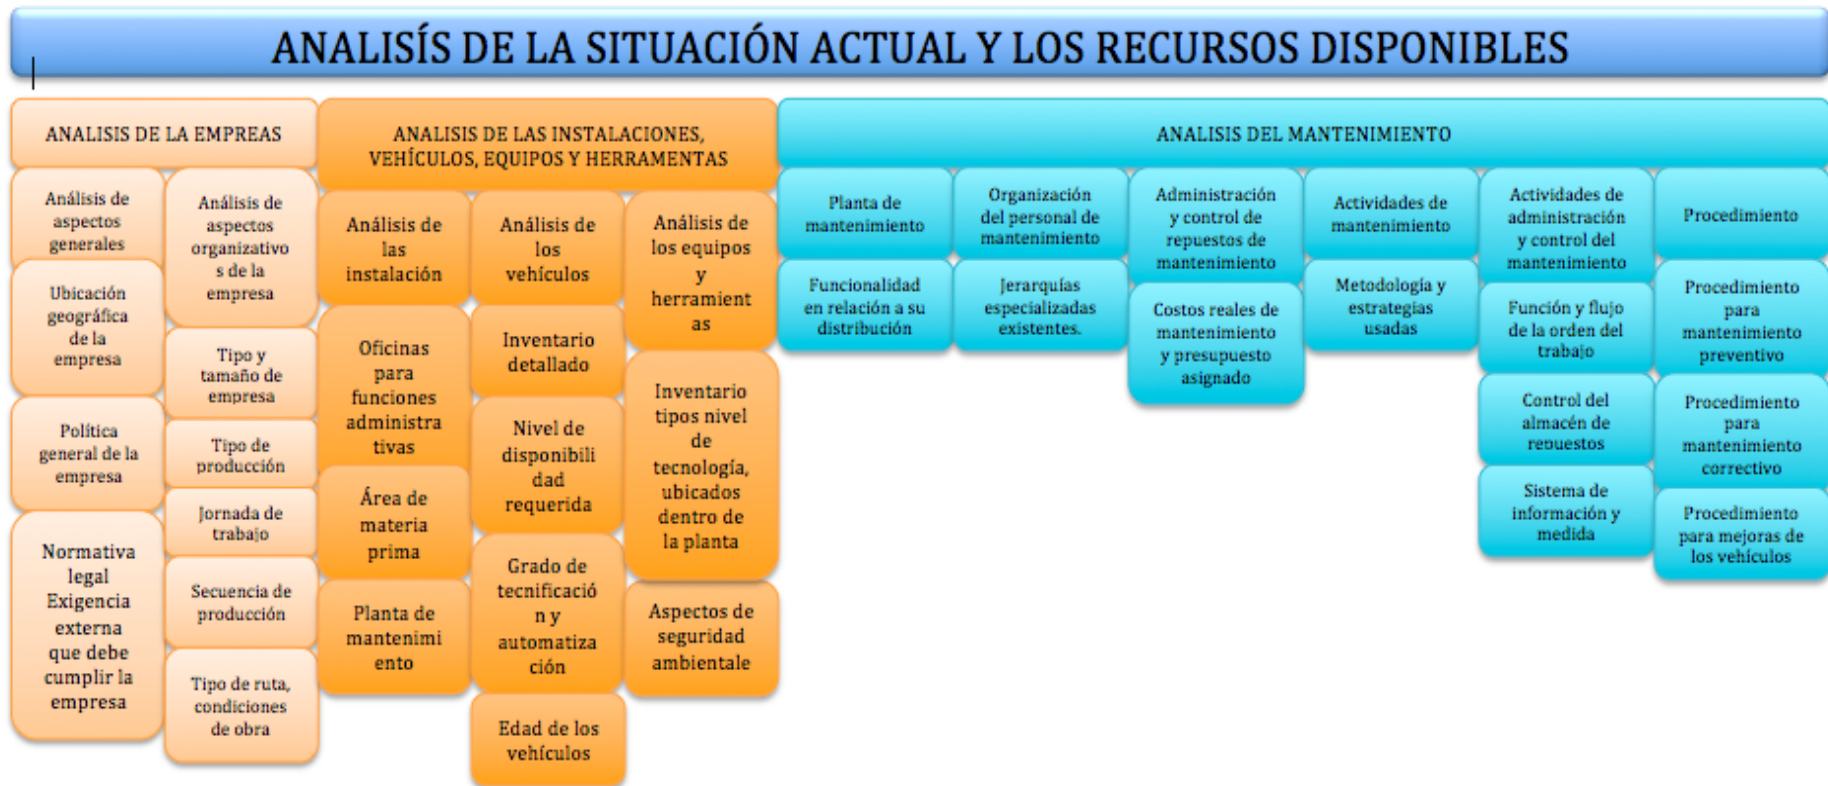 ANALISÍS DE LA SITUACIÓN ACTUAL Y LOS RECURSOS DISPONIBLES
ANALISIS DE LA EMPREAS
Análisis de
aspectos
generales
Ubicación
geográfica
de la
empresa
Política
general de la
empresa
Normativa
legal
Exigencia
externa
que debe
cumplir la
empresa
Análisis de
aspectos
organizativo
s de la
empresa
Tipo y
tamaño de
empresa
Tipo de
producción
Jornada de
trabajo
Secuencia de
producción
Tipo de ruta,
condiciones
de obra
ANALISIS DE LAS INSTALACIONES,
VEHÍCULOS, EQUIPOS Y HERRAMENTAS
Análisis de
las
instalación
Oficinas
para
funciones
administra
tivas
Área de
materia
prima
Planta de
mantenimi
ento
Análisis de
los
vehículos
Inventario
detallado
Nivel de
disponibili
dad
requerida
Grado de
tecnificació
n y
automatiza
ción
Edad de los
vehículos
Análisis de
los equipos
y
herramient
as
Inventario
tipos nivel
de
tecnología,
ubicados
dentro de
la planta
Aspectos de
seguridad
ambientale
ANALISIS DEL MANTENIMIENTO
Planta de
mantenimiento
Funcionalidad
en relación a su
distribución
Organización
del personal de
mantenimiento
Jerarquías
especializadas
existentes.
Administración
y control de
repuestos de
mantenimiento
Costos reales de
mantenimiento
y presupuesto
asignado
Actividades de
mantenimiento
Metodología y
estrategias
usadas
Actividades de
administración
y control del
mantenimiento
Función y flujo
de la orden del
trabajo
Control del
almacén de
repuestos
Sistema de
información y
medida
Procedimiento
Procedimiento
para
mantenimiento
preventivo
Procedimiento
para
mantenimiento
correctivo
Procedimiento
para mejoras de
los vehículos